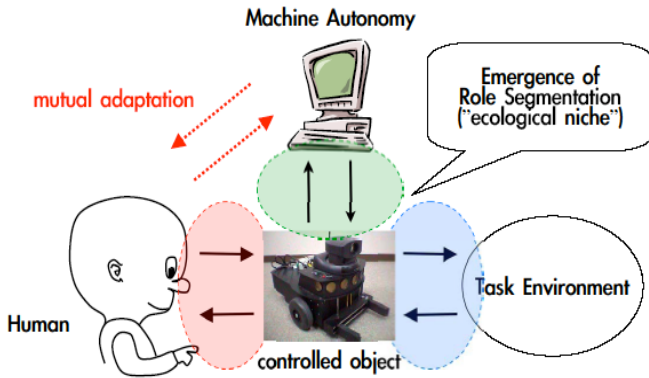 Machine Autonomy
mutual adaptation
Emergence of
Role Segmentation
("ecological niche")
Human
controlled object
Task Environment